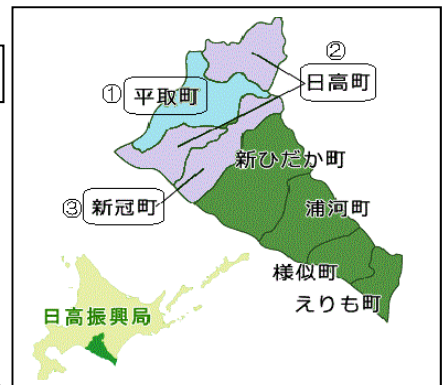 ②
① 平取町
日高町
新ひだか町
③ 新冠町
浦河町
様似町
えりも町
日高振興局